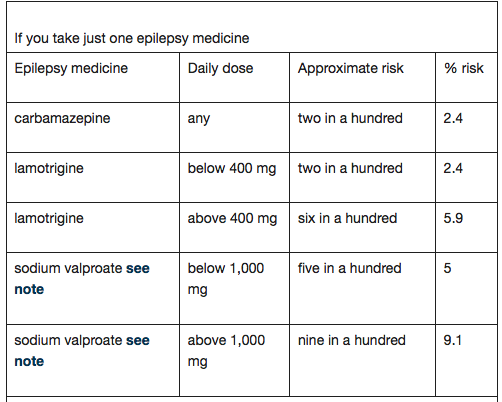 If you take just one epilepsy medicine
Epilepsy medicine Daily dose Approximate risk % risk
carbamazepine any two in a hundred 2.4
lamotrigine below 400 mg two in a hundred 2.4
lamotrigine above 400 mg six in a hundred 5.9
sodium valproate see note below 1,000 mg five in a hundred 5
sodium valproate see note above 1,000 mg nine in a hundred 9.1